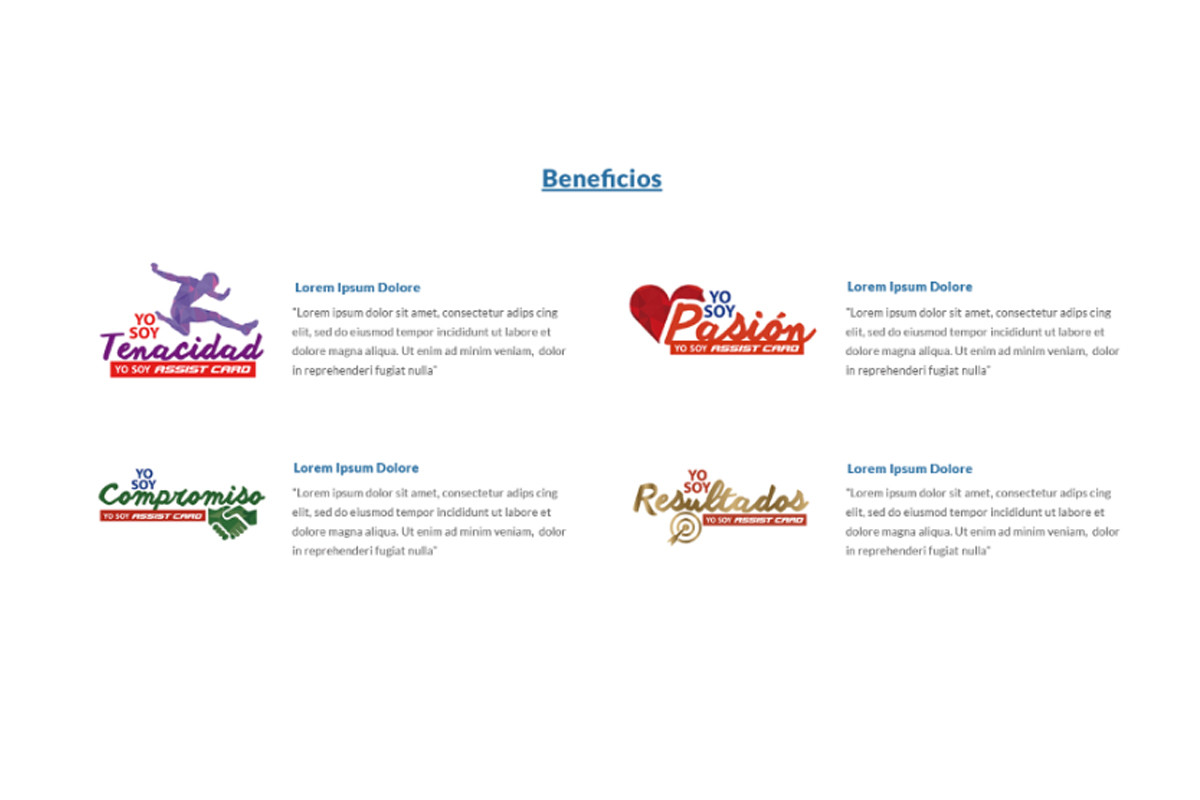 Beneficios
YO
SOY
Tenacidad
YO SOY ASSIST CARD
Lorem Ipsum Dolore
"Lorem ipsum dolor sit amet, consectetur adips cing
elit, sed do eiusmod tempor incididunt ut labore et
dolore magna aliqua. Ut enim ad minim veniam, dolor
in reprehenderi fugiat nulla"
YO
SOY
Pasión
YO SOY ASSIST CARD
Lorem Ipsum Dolore
"Lorem ipsum dolor sit amet, consectetur adips cing
elit, sed do eiusmod tempor incididunt ut labore et
dolore magna aliqua. Ut enim ad minim veniam, dolor
in reprehenderi fugiat nulla"
YO
SOY
Compromiso
YO SOY ASSIST CARD
Lorem Ipsum Dolore
"Lorem ipsum dolor sit amet, consectetur adips cing
elit, sed do eiusmod tempor incididunt ut labore et
dolore magna aliqua. Ut enim ad minim veniam, dolor
in reprehenderi fugiat nulla"
YO
SOY
Resultados
YO SOY ASSIST CARD
Lorem Ipsum Dolore
"Lorem ipsum dolor sit amet, consectetur adips cing
elit, sed do eiusmod tempor incididunt ut labore et
dolore magna aliqua. Ut enim ad minim veniam, dolor
in reprehenderi fugiat nulla"